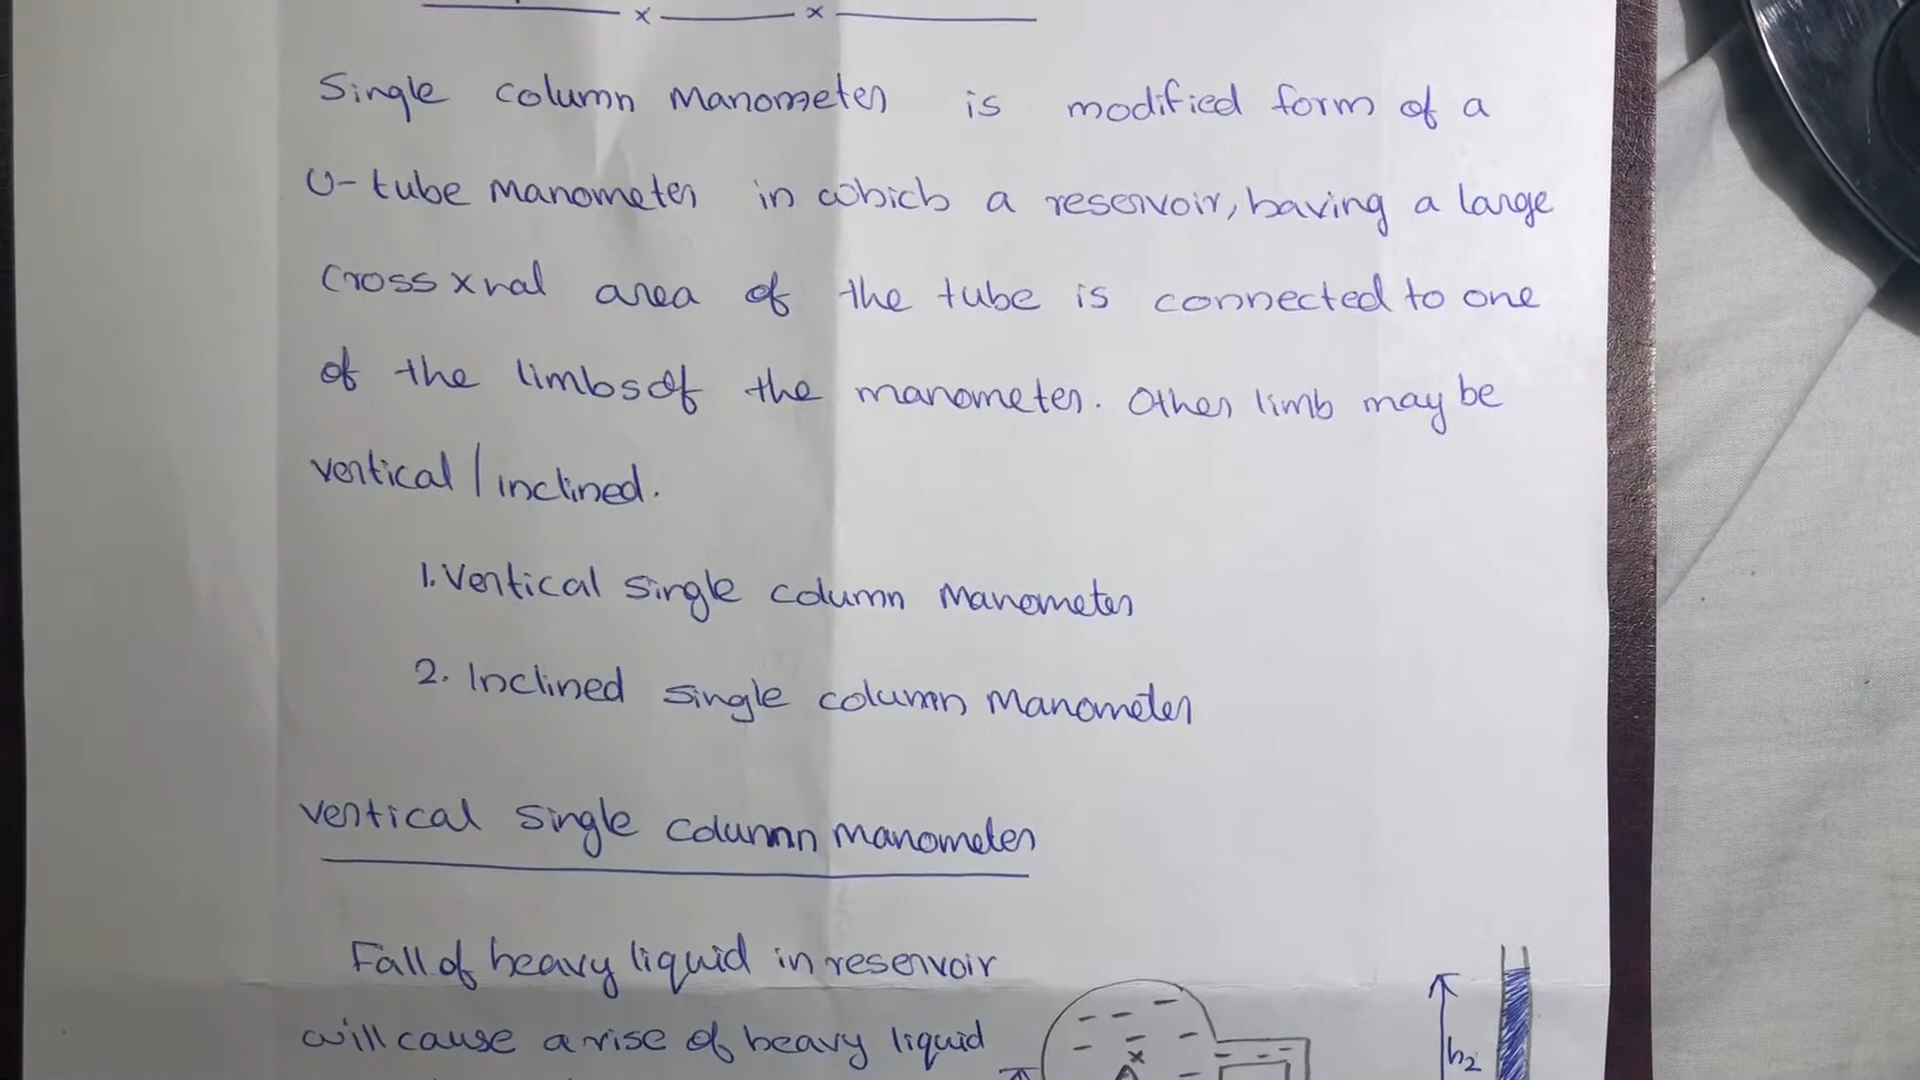 Single column Manometer is modified form of a
U-tube manometer in which a reservoir, having a large
cross xnal area of the tube is connected to one
of the limbs of the manometer. Other limb may be
vertical / inclined.
1. Vertical single column Manometer
2. Inclined single column Manometer
vertical single column manometer
Fall of heavy liquid in reservoir
will cause a rise of heavy liquid
x
h2